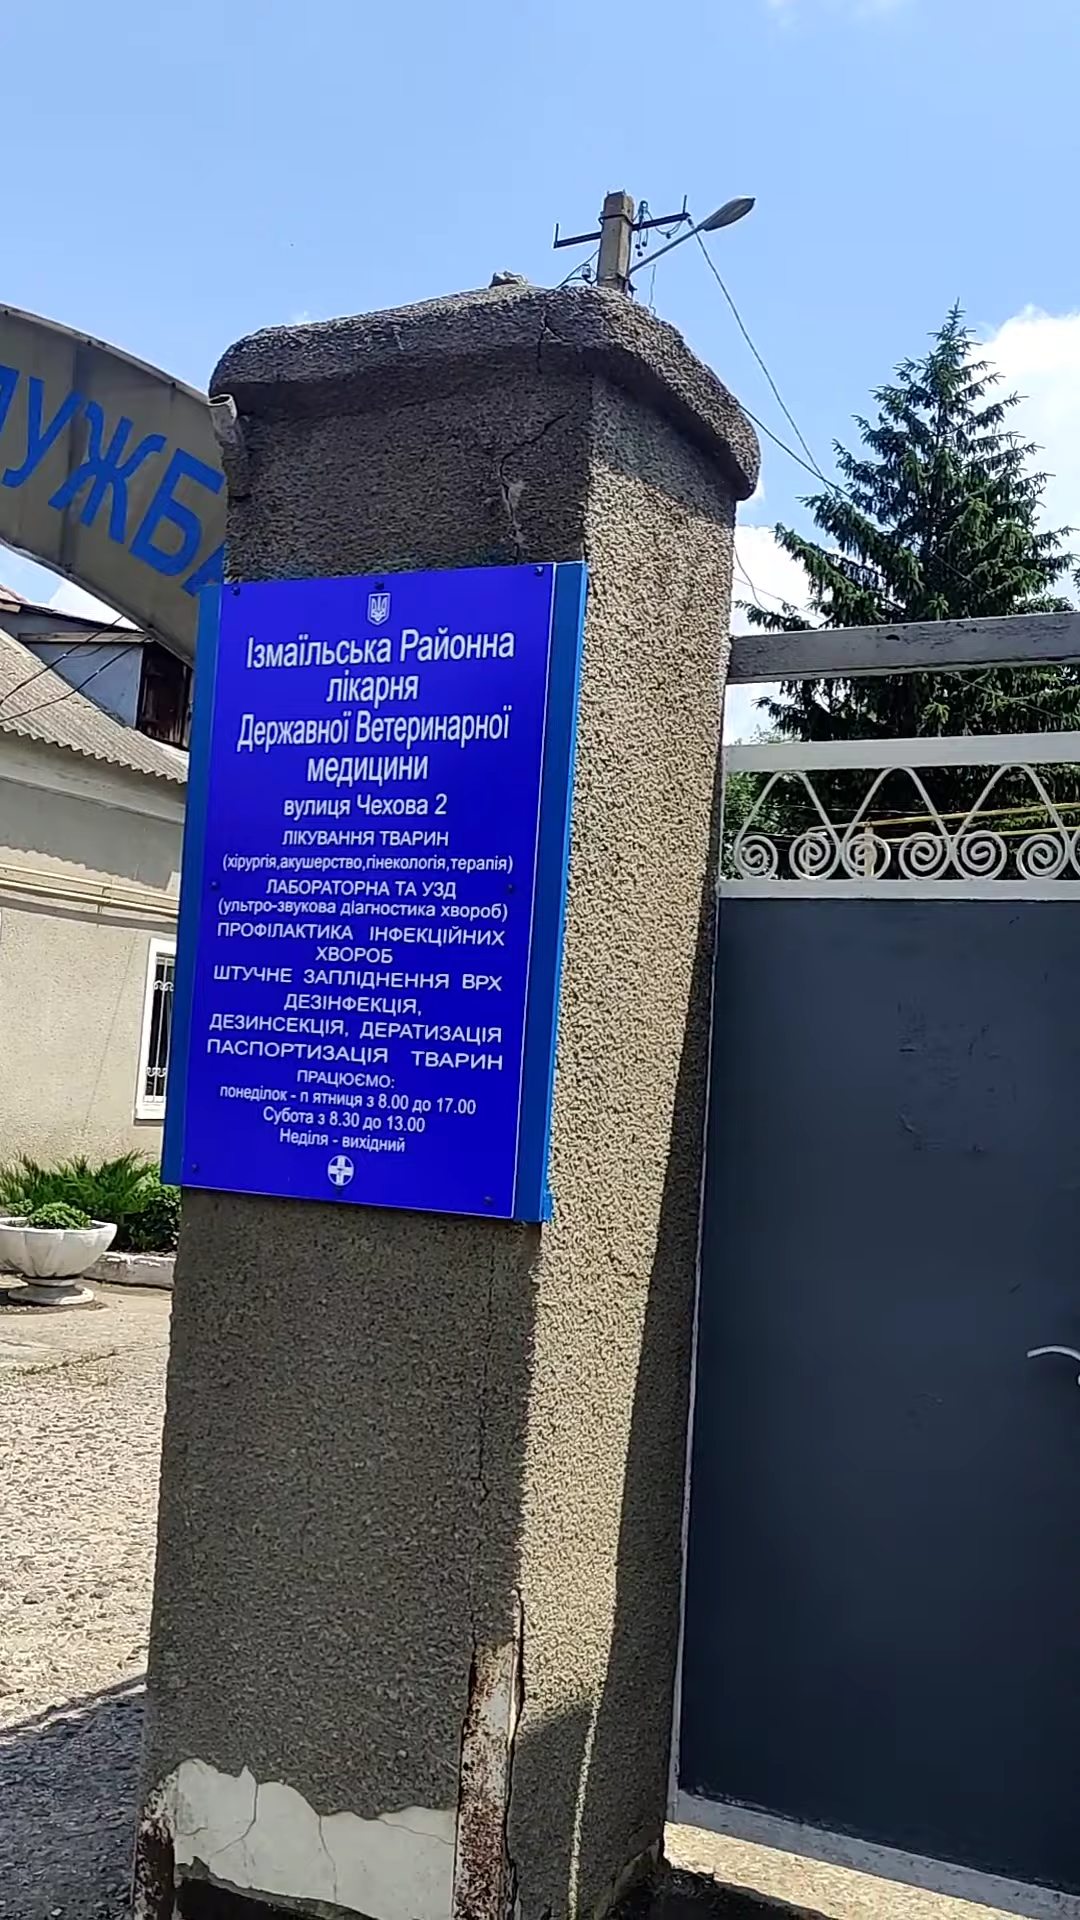 Ізмаїльська Районна
лікарня
Державної Ветеринарної
медицини
вулиця Чехова 2
ЛІКУВАННЯ ТВАРИН
(хірургія,акушерство,гінекологія,терапія)
ЛАБОРАТОРНА ТА УЗД
(ультро-звукова діагностика хвороб)
ПРОФІЛАКТИКА ІНФЕКЦІЙНИХ
ХВОРОБ
ШТУЧНЕ ЗАПЛІДНЕННЯ ВРХ
ДЕЗІНФЕКЦІЯ,
ДЕЗИНСЕКЦІЯ, ДЕРАТИЗАЦІЯ
ПАСПОРТИЗАЦІЯ ТВАРИН
ПРАЦЮЄМО:
понеділок - п ятниця з 8.00 до 17.00
Субота з 8.30 до 13.00
Неділя - вихідний